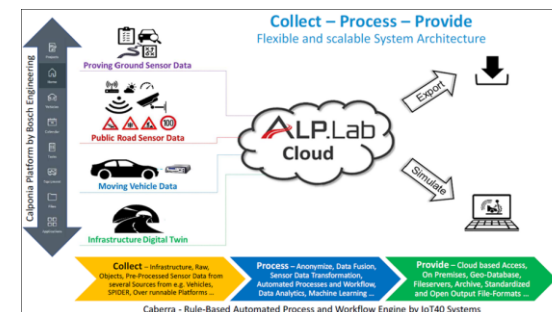 Collect – Process – Provide
Flexible and scalable System Architecture
Calponia Platform by Bosch Engineering
Home
Proving Ground Sensor Data
100
Public Road Sensor Data
Moving Vehicle Data
Infrastructure Digital Twin
ALP.Lab
Cloud
Export
Simulate
Collect – Infrastructure, Raw,
Objects, Pre-Processed Sensor Data from
several Sources from e.g. Vehicles,
SPIDER, Over runnable Platforms ...
Process – Anonymize, Data Fusion,
Sensor Data Transformation,
Automated Processes and Workflow,
Data Analytics, Machine Learning ...
Provide – Cloud based Access,
On Premises, Geo-Database,
Fileservers, Archive, Standardized
and Open Output File-Formats ...
Caberra - Rule-Based Automated Process and Workflow Engine by IoT40 Systems